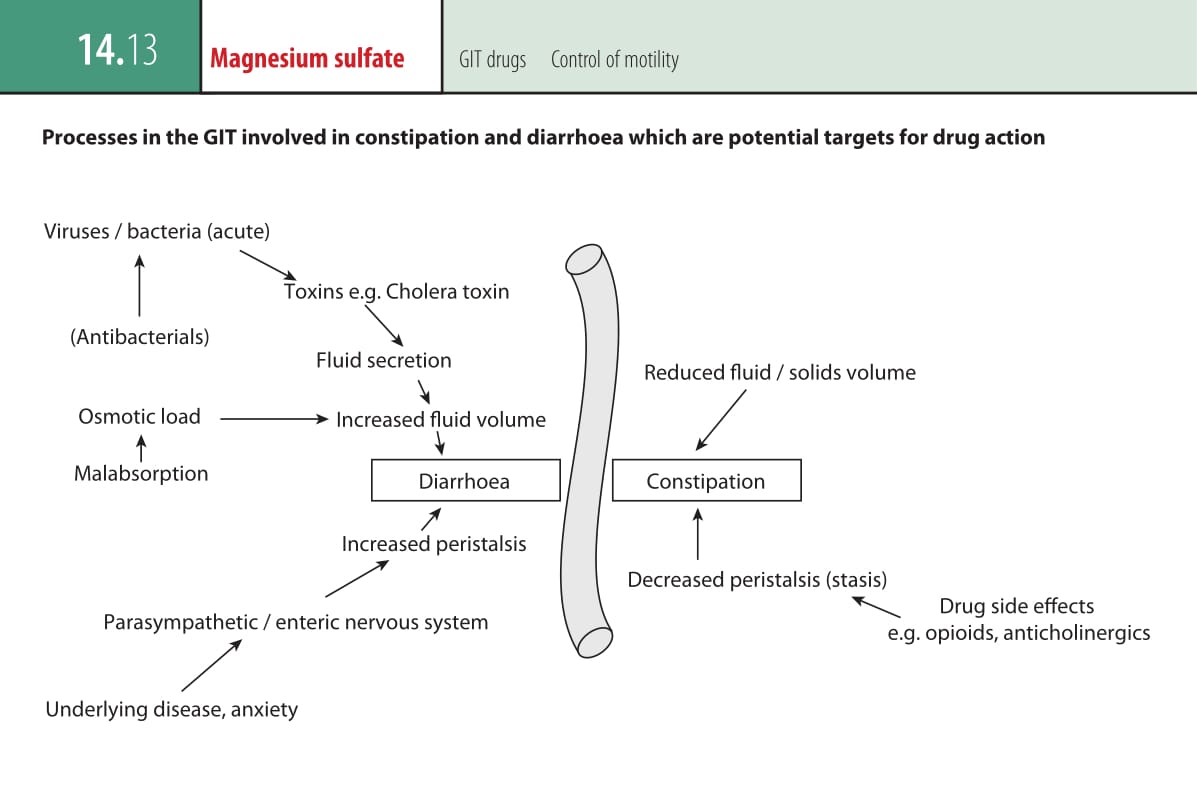 14.13
Magnesium sulfate
GIT drugs Control of motility
Processes in the GIT involved in constipation and diarrhoea which are potential targets for drug action
Viruses / bacteria (acute)
Toxins e.g. Cholera toxin
(Antibacterials)
Fluid secretion
Reduced fluid / solids volume
Osmotic load
Increased fluid volume
Malabsorption
Diarrhoea
Constipation
Increased peristalsis
Decreased peristalsis (stasis)
Drug side effects
e.g. opioids, anticholinergics
Parasympathetic / enteric nervous system
Underlying disease, anxiety